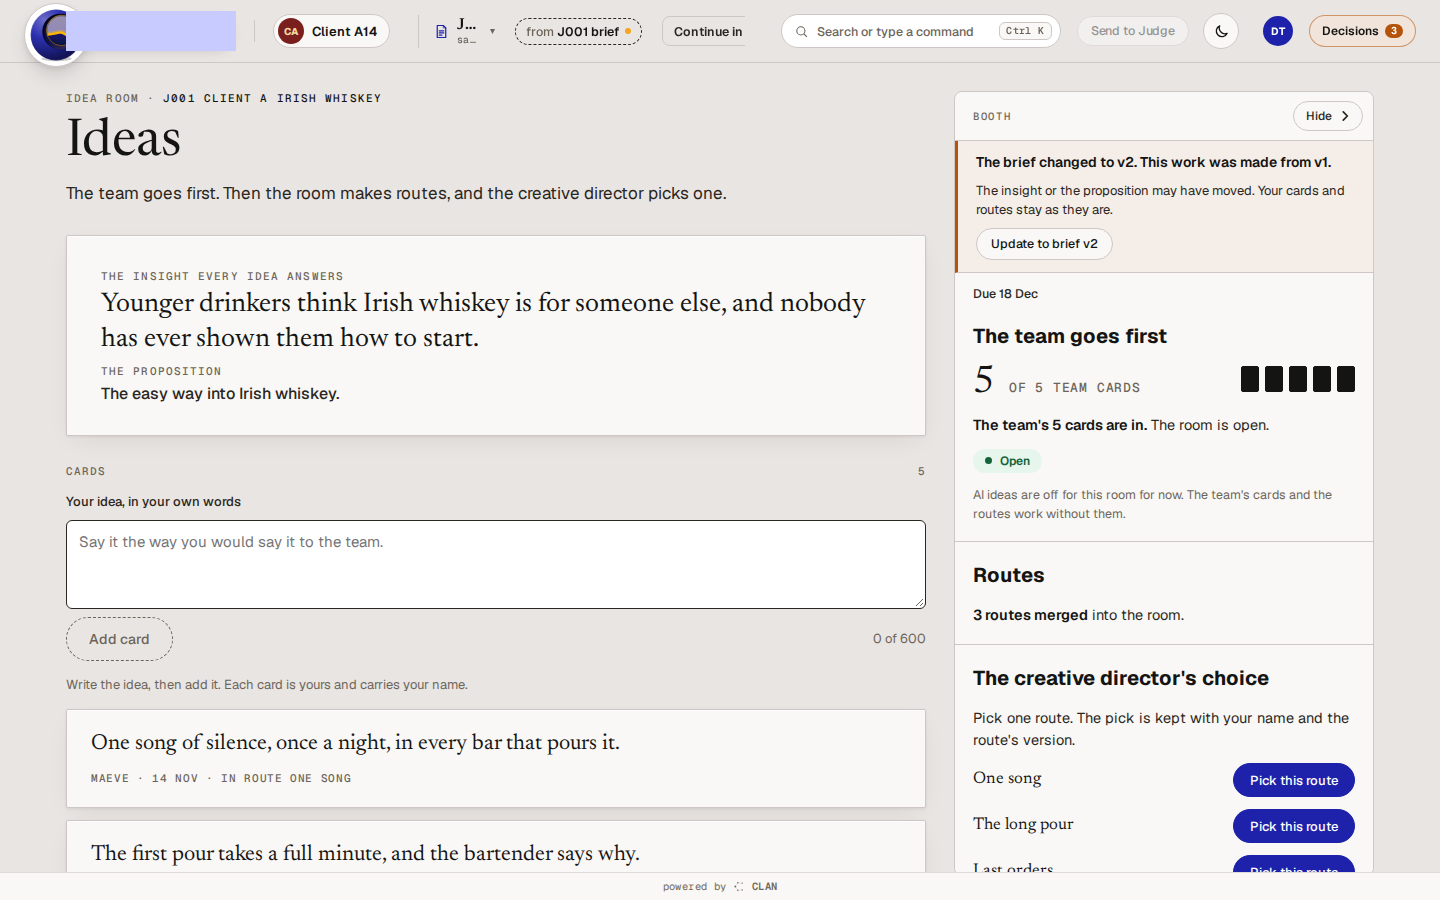 CA Client A14
J...
sa...
from J001 brief
Continue in
Search or type a command
Ctrl K
Send to Judge
DT
Decisions 3
IDEA ROOM · J001 CLIENT A IRISH WHISKEY
Ideas
The team goes first. Then the room makes routes, and the creative director picks one.
THE INSIGHT EVERY IDEA ANSWERS
Younger drinkers think Irish whiskey is for someone else, and nobody
has ever shown them how to start.
THE PROPOSITION
The easy way into Irish whiskey.
CARDS 5
Your idea, in your own words
Say it the way you would say it to the team.
Add card
0 of 600
Write the idea, then add it. Each card is yours and carries your name.
One song of silence, once a night, in every bar that pours it.
MAEVE · 14 NOV · IN ROUTE ONE SONG
The first pour takes a full minute, and the bartender says why.
BOOTH
Hide
The brief changed to v2. This work was made from v1.
The insight or the proposition may have moved. Your cards and
routes stay as they are.
Update to brief v2
Due 18 Dec
The team goes first
5 OF 5 TEAM CARDS
The team's 5 cards are in. The room is open.
Open
AI ideas are off for this room for now. The team's cards and the
routes work without them.
Routes
3 routes merged into the room.
The creative director's choice
Pick one route. The pick is kept with your name and the
route's version.
One song
Pick this route
The long pour
Pick this route
Last orders
Pick this route
powered by CLAN